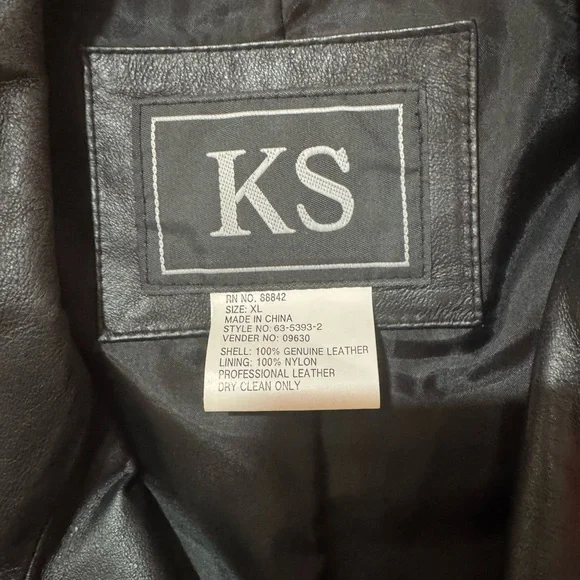 KS
RN NO. 88842
SIZE: XL
MADE IN CHINA
STYLE NO: 63-5393-2
VENDER NO: 09630
SHELL: 100% GENUINE LEATHER
LINING: 100% NYLON
PROFESSIONAL LEATHER
DRY CLEAN ONLY